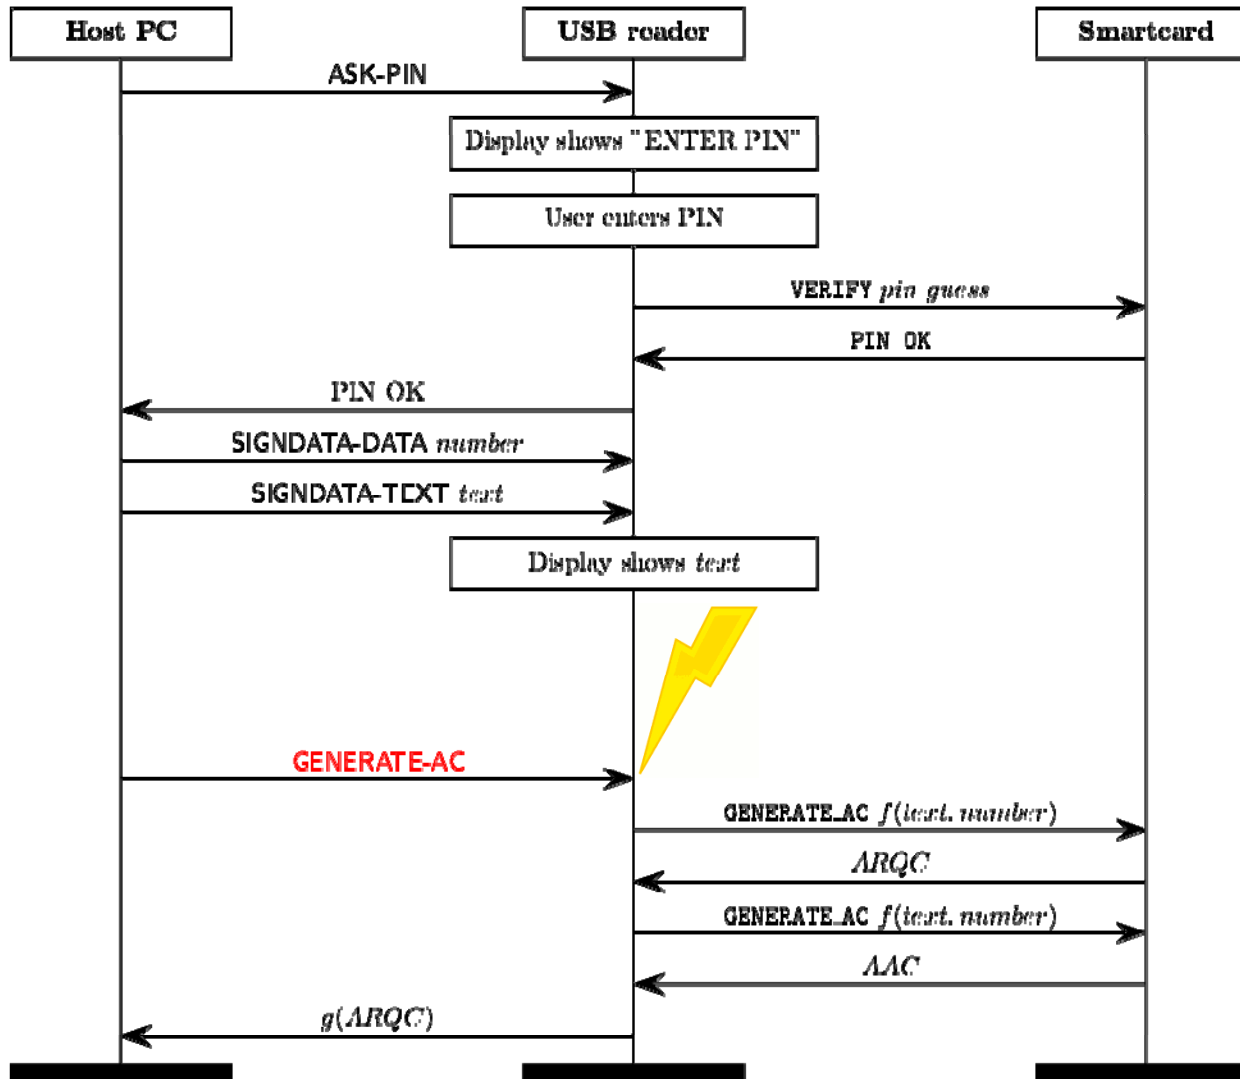 Host PC
USB reader
Smartcard
ASK-PIN
Display shows "ENTER PIN"
User enters PIN
VERIFY pin guess
PIN OK
PIN OK
SIGNDATA-DATA number
SIGNDATA-TEXT text
Display shows text
GENERATE-AC
GENERATE_AC f(text, number)
ARQC
GENERATE_AC f(text, number)
AAC
g(ARQC)